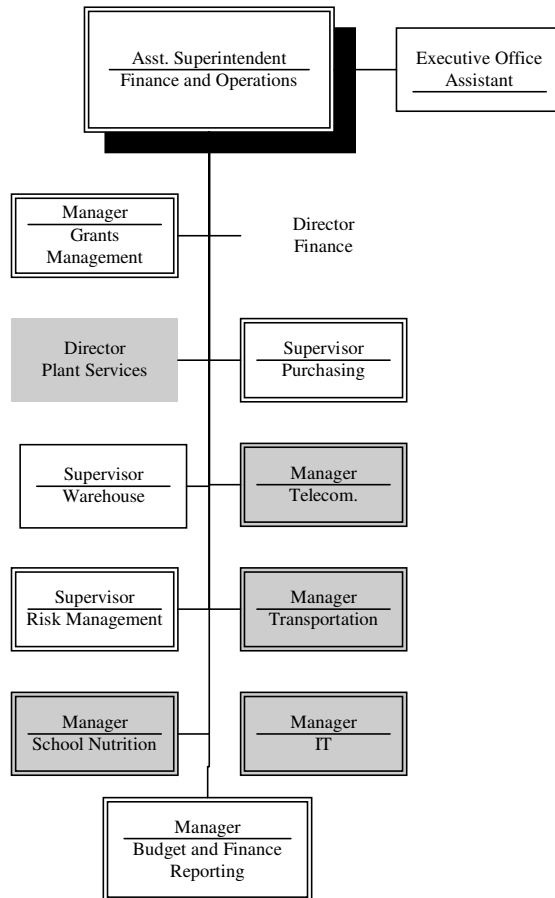 Asst. Superintendent
Finance and Operations
Executive Office
Assistant
Manager
Grants
Management
Director
Finance
Director
Plant Services
Supervisor
Purchasing
Supervisor
Warehouse
Manager
Telecom.
Supervisor
Risk Management
Manager
Transportation
Manager
School Nutrition
Manager
IT
Manager
Budget and Finance
Reporting